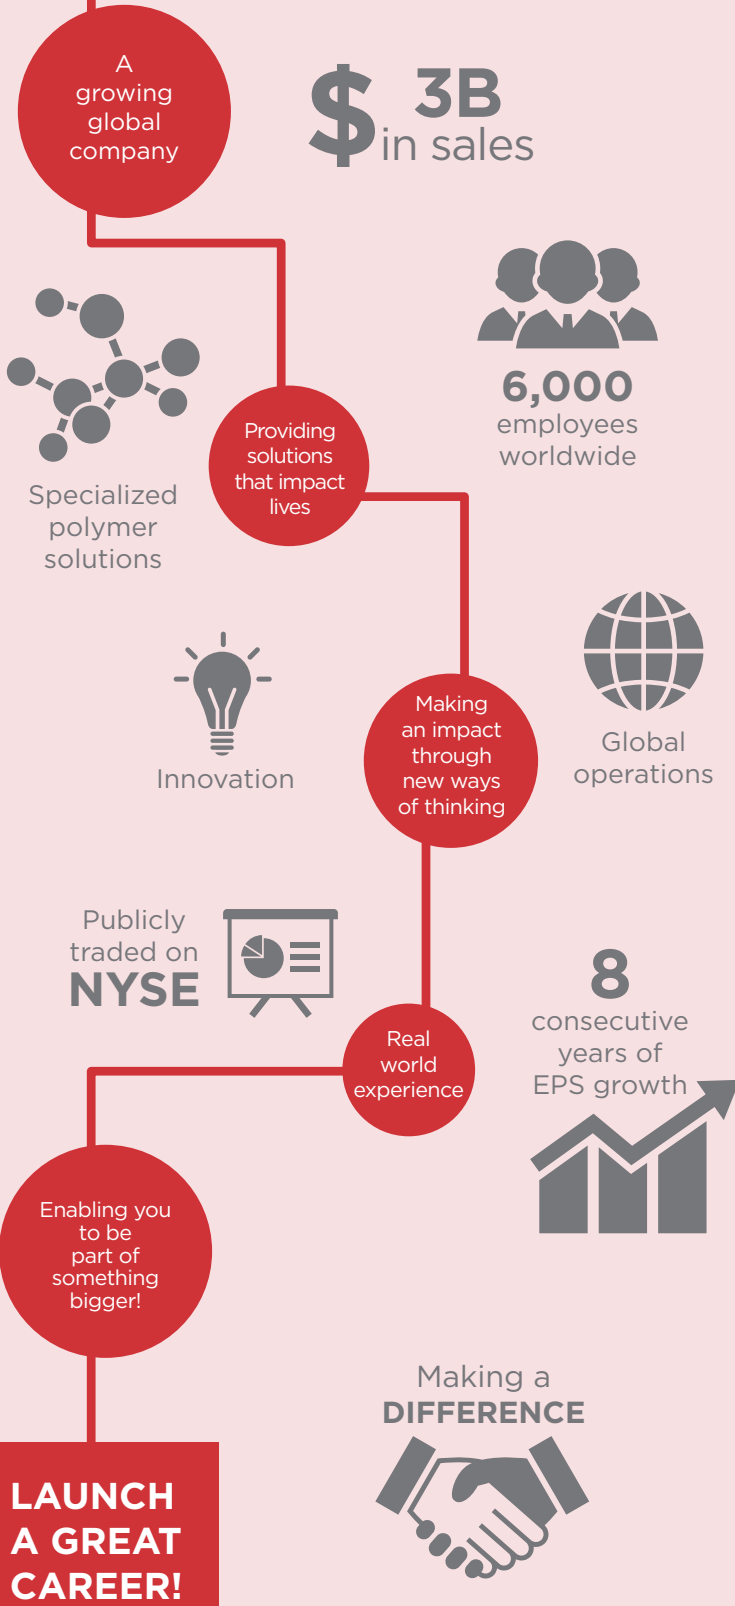 A
growing
global
company
$ 3B
in sales
6,000
employees
worldwide
Specialized
polymer
solutions
Providing
solutions
that impact
lives
Global
operations
Innovation
Making
an impact
through
new ways
of thinking
Publicly
traded on
NYSE
8
consecutive
years of
EPS growth
Real
world
experience
Enabling you
to be
part of
something
bigger!
Making a
DIFFERENCE
LAUNCH
A GREAT
CAREER!